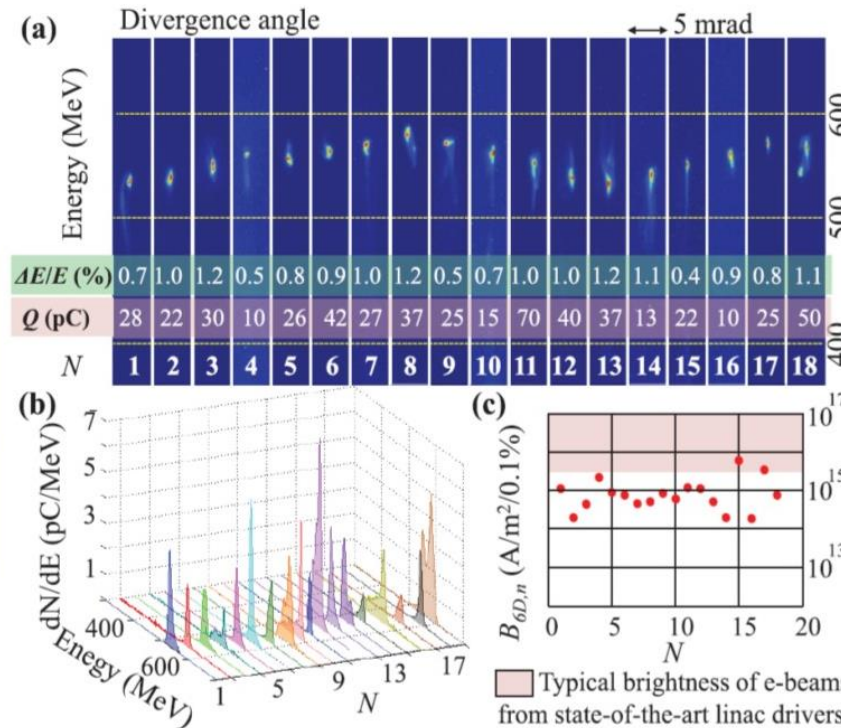 (a) Divergence angle 5 mrad
Energy (MeV)
600
500
400
ΔE/E (%) 0.7 1.0 1.2 0.5 0.8 0.9 1.0 1.2 0.5 0.7 1.0 1.0 1.2 1.1 0.4 0.9 0.8 1.1
Q (pC) 28 22 30 10 26 42 27 37 25 15 70 40 37 13 22 10 25 50
N 1 2 3 4 5 6 7 8 9 10 11 12 13 14 15 16 17 18
(b)
dN/dE (pC/MeV)
7
5
3
1
400
600
Enegy (MeV)
1 5 9 13 17
N
(c)
B6D,n (A/m²/0.1%)
10¹⁷
10¹⁵
10¹³
0 5 10 15 20
N
Typical brightness of e-beams
from state-of-the-art linac drivers